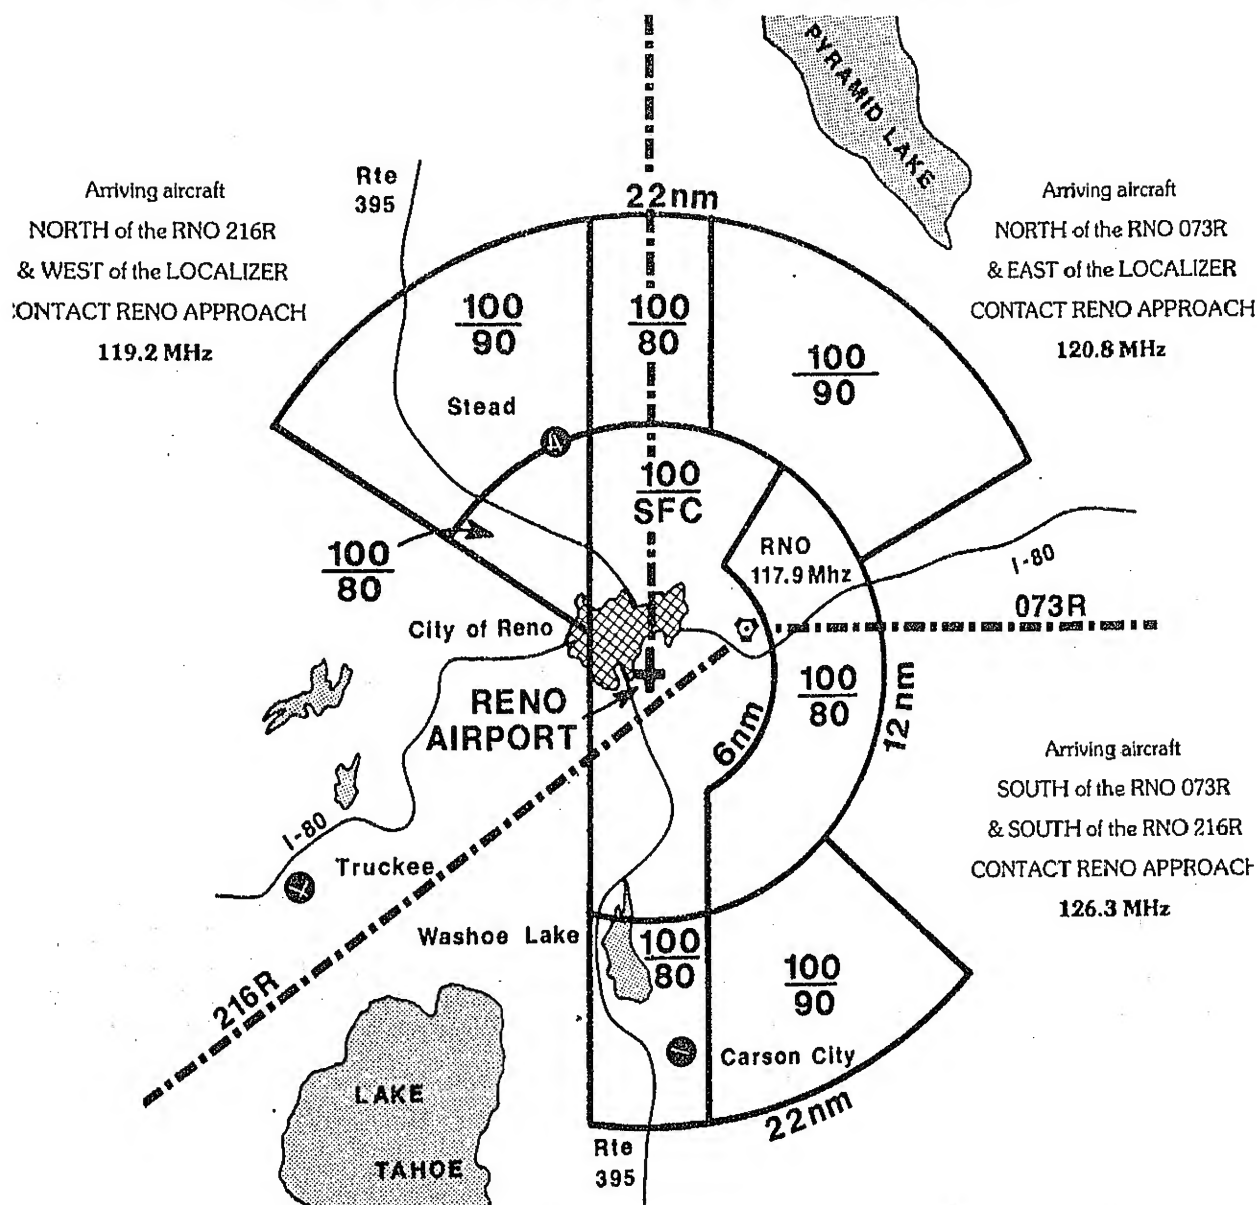 PYRAMID LAKE
Rte
395
22nm
Arriving aircraft
NORTH of the RNO 216R
& WEST of the LOCALIZER
CONTACT RENO APPROACH
119.2 MHz
Arriving aircraft
NORTH of the RNO 073R
& EAST of the LOCALIZER
CONTACT RENO APPROACH
120.8 MHz
100
90
100
80
100
90
Stead
100
SFC
100
80
RNO
117.9 Mhz
I-80
073R
City of Reno
RENO
AIRPORT
100
80
6nm
12 nm
Arriving aircraft
SOUTH of the RNO 073R
& SOUTH of the RNO 216R
CONTACT RENO APPROACH
126.3 MHz
I-80
Truckee
Washoe Lake
100
80
100
90
216R
Carson City
22nm
LAKE
TAHOE
Rte
395